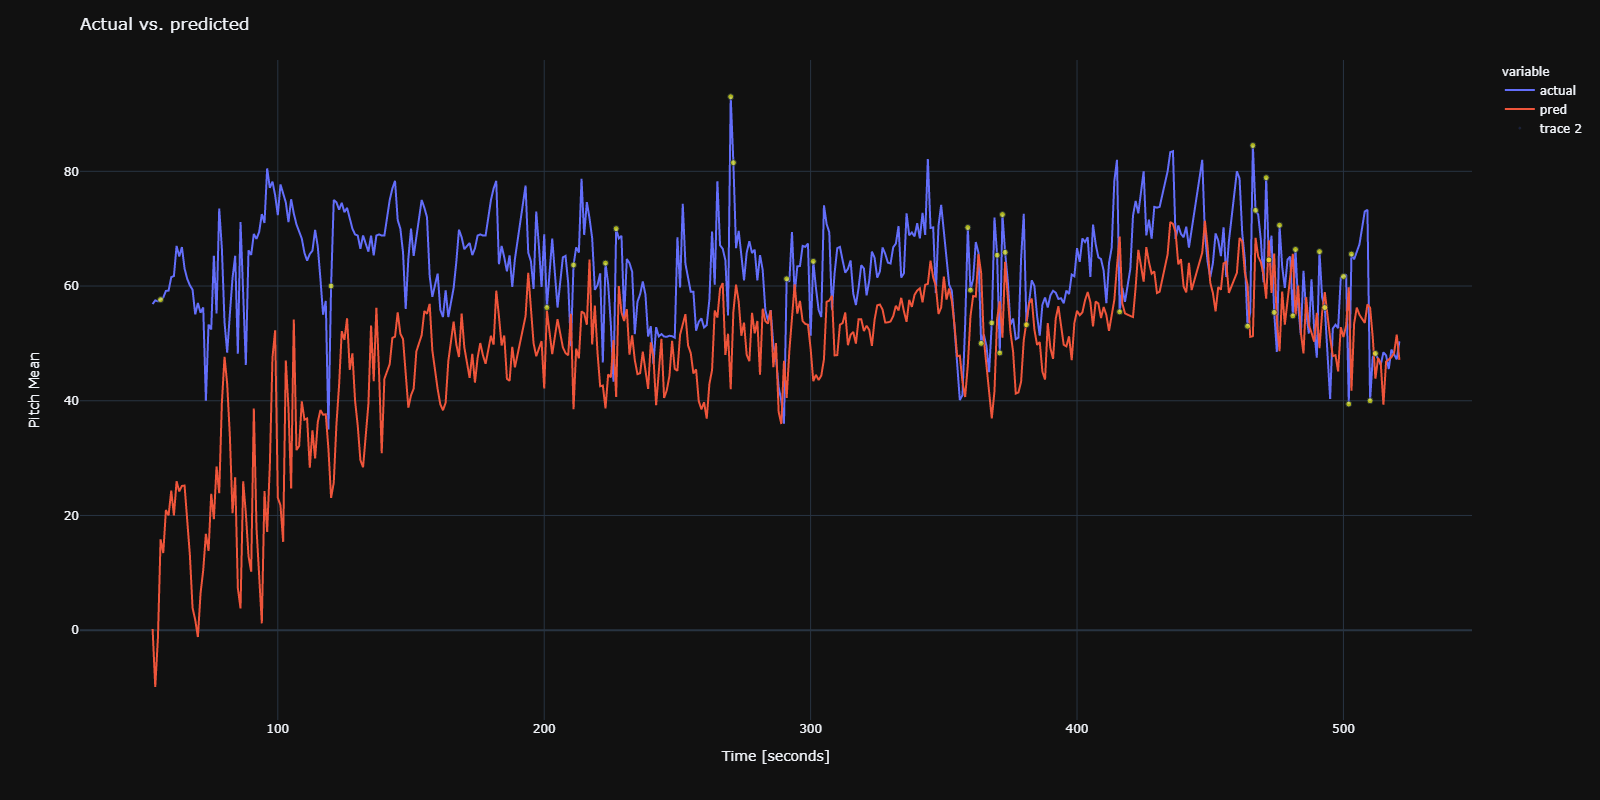 Actual vs. predicted
variable
actual
pred
trace 2
80
60
40
20
0
Pitch Mean
100
200
300
400
500
Time [seconds]